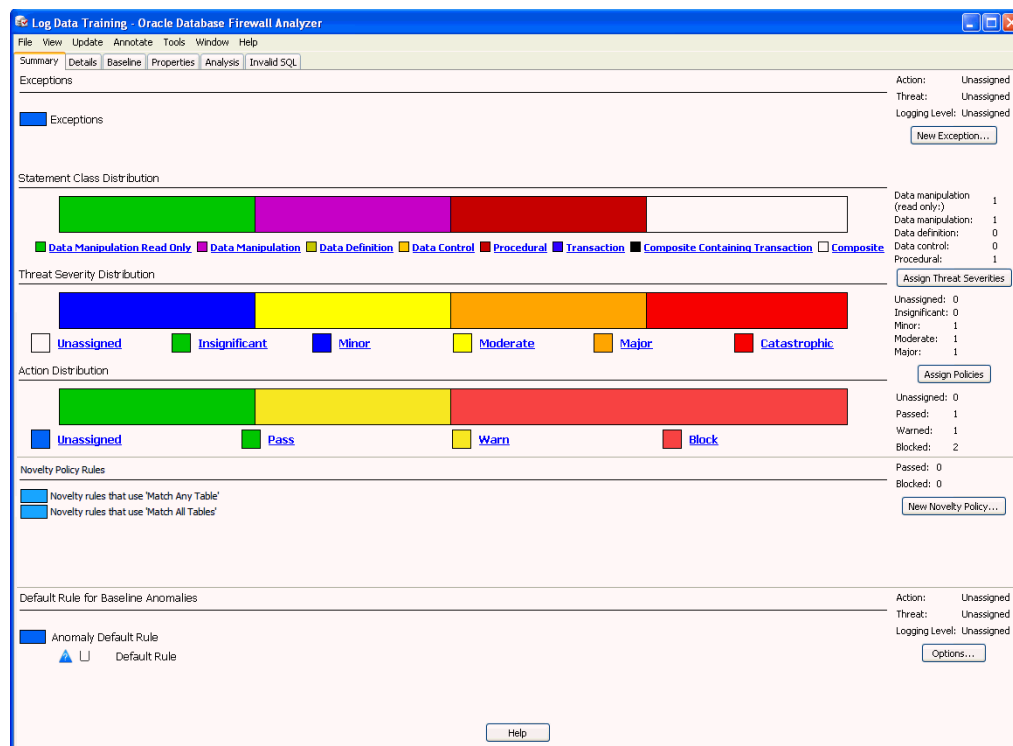 Log Data Training - Oracle Database Firewall Analyzer
File View Update Annotate Tools Window Help
Summary Details Baseline Properties Analysis Invalid SQL
Exceptions
Action: Unassigned
Threat: Unassigned
Logging Level: Unassigned
Exceptions
New Exception...
Statement Class Distribution
Data manipulation
(read only:) 1
Data manipulation: 1
Data definition: 0
Data control: 0
Procedural: 1
Data Manipulation Read Only Data Manipulation Data Definition Data Control Procedural Transaction Composite Containing Transaction Composite
Threat Severity Distribution
Assign Threat Severities
Unassigned: 0
Insignificant: 0
Minor: 1
Moderate: 1
Major: 1
Unassigned Insignificant Minor Moderate Major Catastrophic
Action Distribution
Assign Policies
Unassigned: 0
Passed: 1
Warned: 1
Blocked: 2
Unassigned Pass Warn Block
Novelty Policy Rules
Passed: 0
Blocked: 0
Novelty rules that use 'Match Any Table'
Novelty rules that use 'Match All Tables'
New Novelty Policy...
Default Rule for Baseline Anomalies
Action: Unassigned
Threat: Unassigned
Logging Level: Unassigned
Anomaly Default Rule
Default Rule
Options...
Help